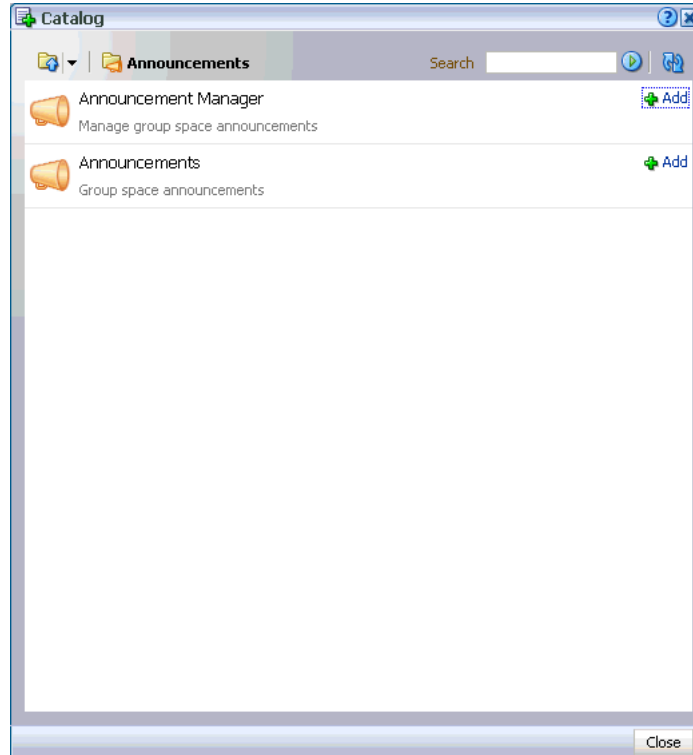 Catalog
Announcements Search
Announcement Manager Add
Manage group space announcements
Announcements Add
Group space announcements
Close